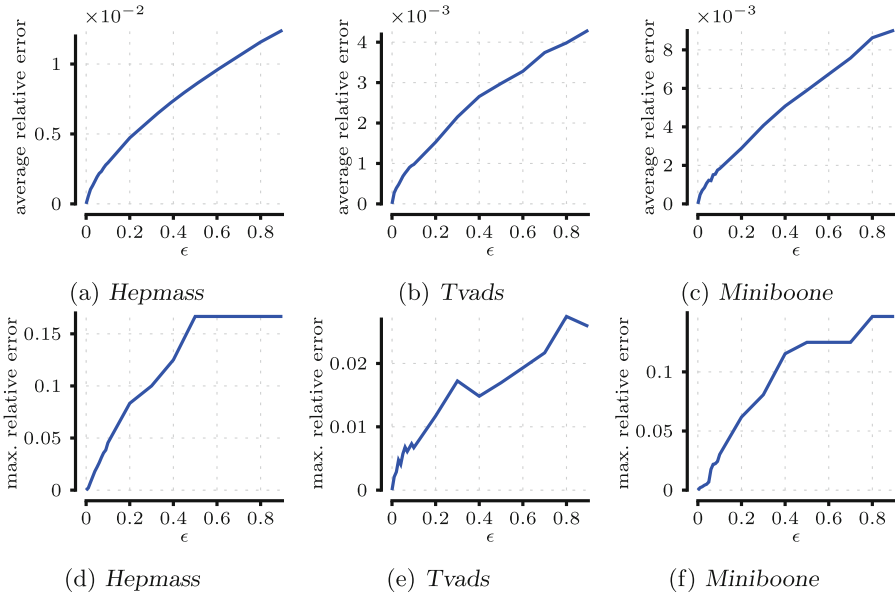 ×10−2
average relative error
1
0.5
0
0 0.2 0.4 0.6 0.8
ϵ
(a) Hepmass
×10−3
average relative error
4
3
2
1
0
0 0.2 0.4 0.6 0.8
ϵ
(b) Tvads
×10−3
average relative error
8
6
4
2
0
0 0.2 0.4 0.6 0.8
ϵ
(c) Miniboone
max. relative error
0.15
0.1
0.05
0
0 0.2 0.4 0.6 0.8
ϵ
(d) Hepmass
max. relative error
0.02
0.01
0
0 0.2 0.4 0.6 0.8
ϵ
(e) Tvads
max. relative error
0.1
0.05
0
0 0.2 0.4 0.6 0.8
ϵ
(f) Miniboone